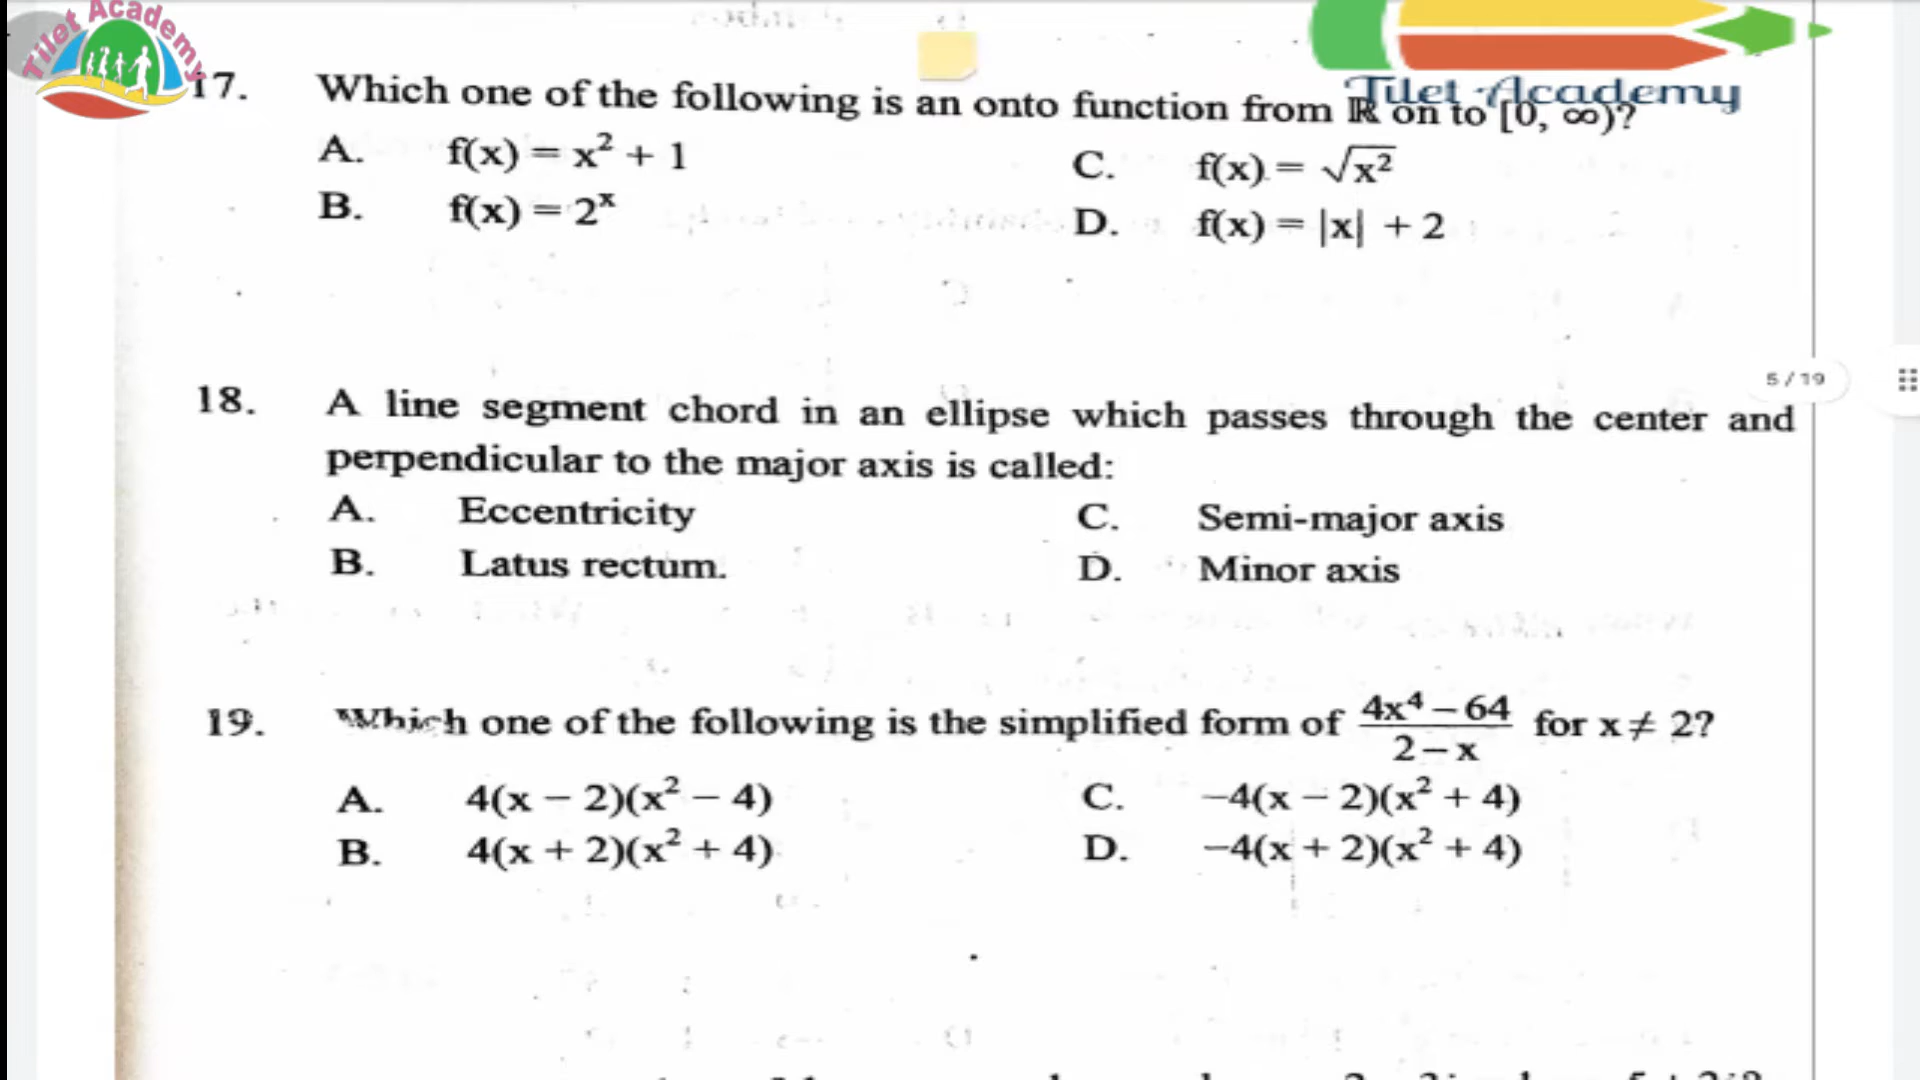 Tilet Academy
Tilet Academy
17. Which one of the following is an onto function from ℝ on to [0, ∞)?
A. f(x) = x² + 1
C. f(x) = √x²
B. f(x) = 2ˣ
D. f(x) = |x| + 2
5 / 19
18. A line segment chord in an ellipse which passes through the center and
perpendicular to the major axis is called:
A. Eccentricity
C. Semi-major axis
B. Latus rectum.
D. Minor axis
19. Which one of the following is the simplified form of (4x⁴ – 64)/(2 – x) for x ≠ 2?
A. 4(x – 2)(x² – 4)
C. –4(x – 2)(x² + 4)
B. 4(x + 2)(x² + 4)
D. –4(x + 2)(x² + 4)